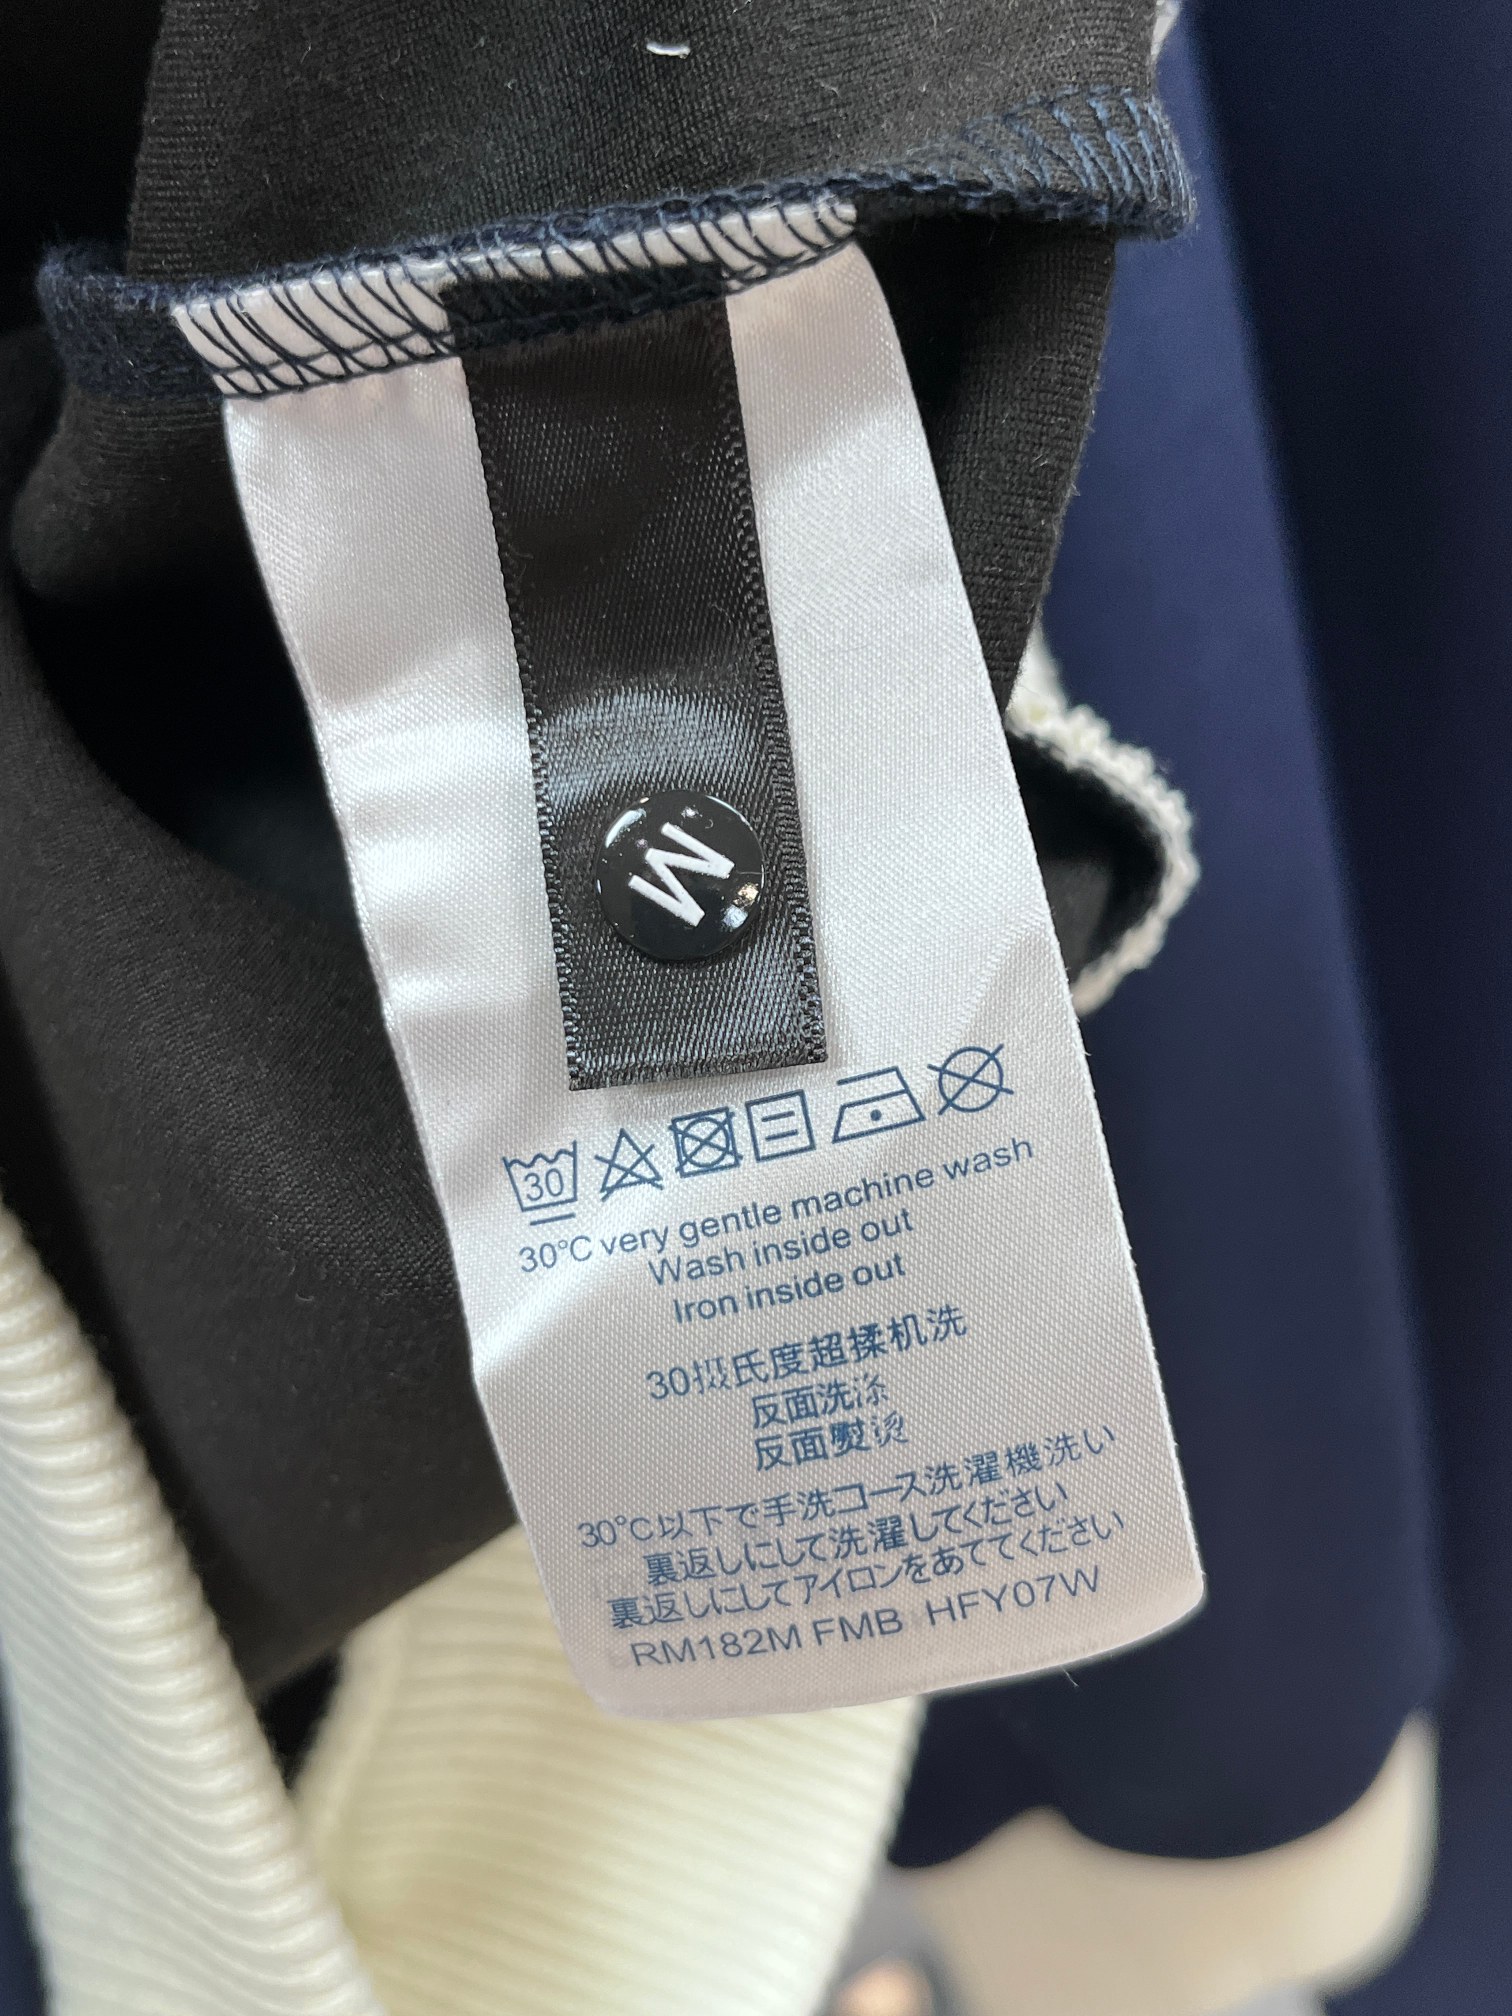 M
30
30°C very gentle machine wash
Wash inside out
Iron inside out
30摄氏度超揉机洗
反面洗涤
反面熨烫
30°C以下で手洗コース洗濯機洗い
裏返しにして洗濯してください
裏返しにしてアイロンをあててください
RM182M FMB HFY07W